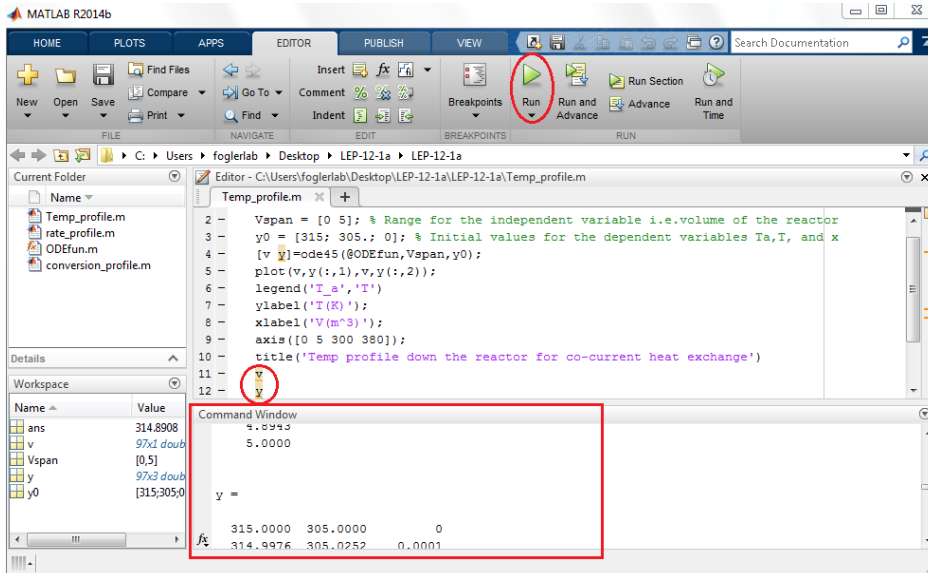 MATLAB R2014b
HOME PLOTS APPS EDITOR PUBLISH VIEW Search Documentation
New Open Save Find Files Compare Print
FILE
Go To Find
NAVIGATE
Insert fx
Comment %
Indent
EDIT
Breakpoints
BREAKPOINTS
Run Run and Advance Run Section Advance Run and Time
RUN
C: Users foglerlab Desktop LEP-12-1a LEP-12-1a
Current Folder
Name
Temp_profile.m
rate_profile.m
ODEfun.m
conversion_profile.m
Details
Workspace
Name Value
ans 314.8908
v 97x1 doub
Vspan [0,5]
y 97x3 doub
y0 [315;305;0
Editor - C:\Users\foglerlab\Desktop\LEP-12-1a\LEP-12-1a\Temp_profile.m
Temp_profile.m
2 - Vspan = [0 5]; % Range for the independent variable i.e.volume of the reactor
3 - y0 = [315; 305.; 0]; % Initial values for the dependent variables Ta,T, and x
4 - [v y]=ode45(@ODEfun,Vspan,y0);
5 - plot(v,y(:,1),v,y(:,2));
6 - legend('T_a','T')
7 - ylabel('T(K)');
8 - xlabel('V(m^3)');
9 - axis([0 5 300 380]);
10 - title('Temp profile down the reactor for co-current heat exchange')
11 - v
12 - y
Command Window
4.8943
5.0000
y =
315.0000 305.0000 0
314.9976 305.0252 0.0001
fx